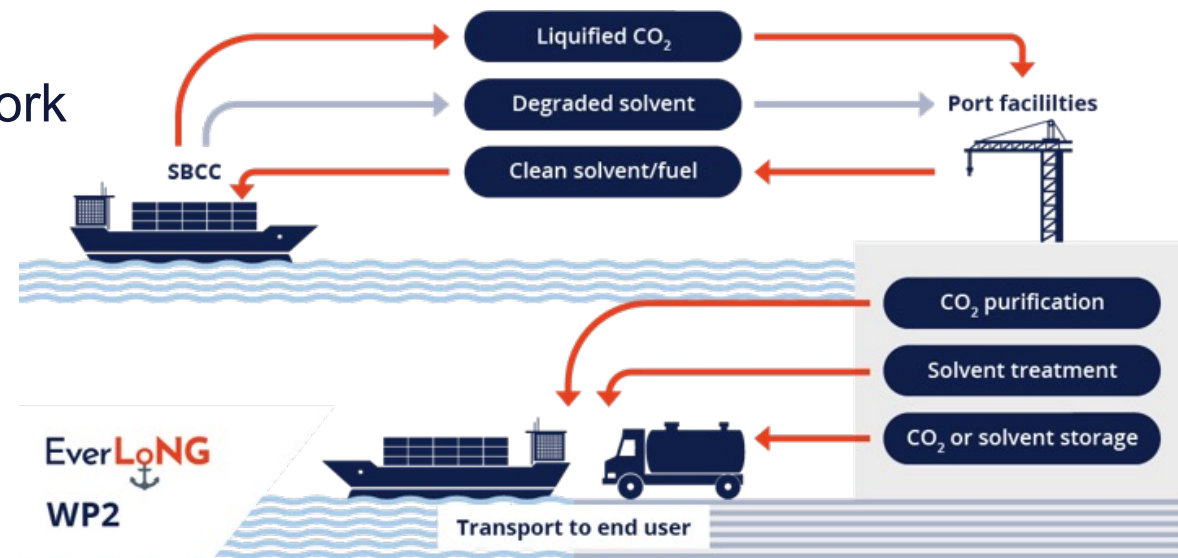 ork
Liquified CO₂
Degraded solvent
Port facililties
SBCC
Clean solvent/fuel
CO₂ purification
Solvent treatment
CO₂ or solvent storage
EverLoNG
WP2
Transport to end user